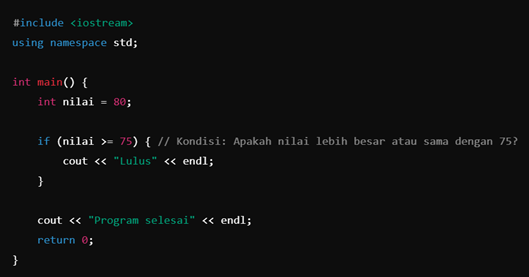 #include <iostream>
using namespace std;
int main() {
int nilai = 80;
if (nilai >= 75) { // Kondisi: Apakah nilai lebih besar atau sama dengan 75?
cout << "Lulus" << endl;
}
cout << "Program selesai" << endl;
return 0;
}